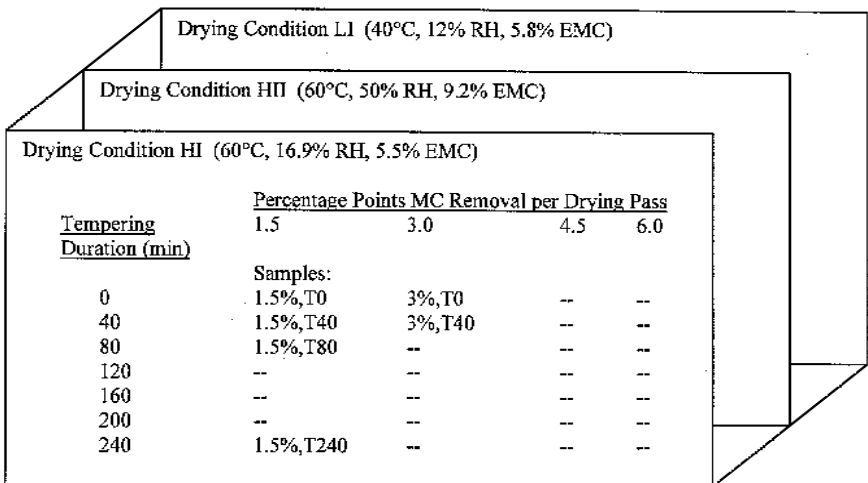 Drying Condition LI (40°C, 12% RH, 5.8% EMC)
Drying Condition HII (60°C, 50% RH, 9.2% EMC)
Drying Condition HI (60°C, 16.9% RH, 5.5% EMC)
Percentage Points MC Removal per Drying Pass
Tempering 1.5 3.0 4.5 6.0
Duration (min)
Samples:
0 1.5%,T0 3%,T0 -- --
40 1.5%,T40 3%,T40 -- --
80 1.5%,T80 -- -- --
120 -- -- -- --
160 -- -- -- --
200 -- -- -- --
240 1.5%,T240 -- -- --